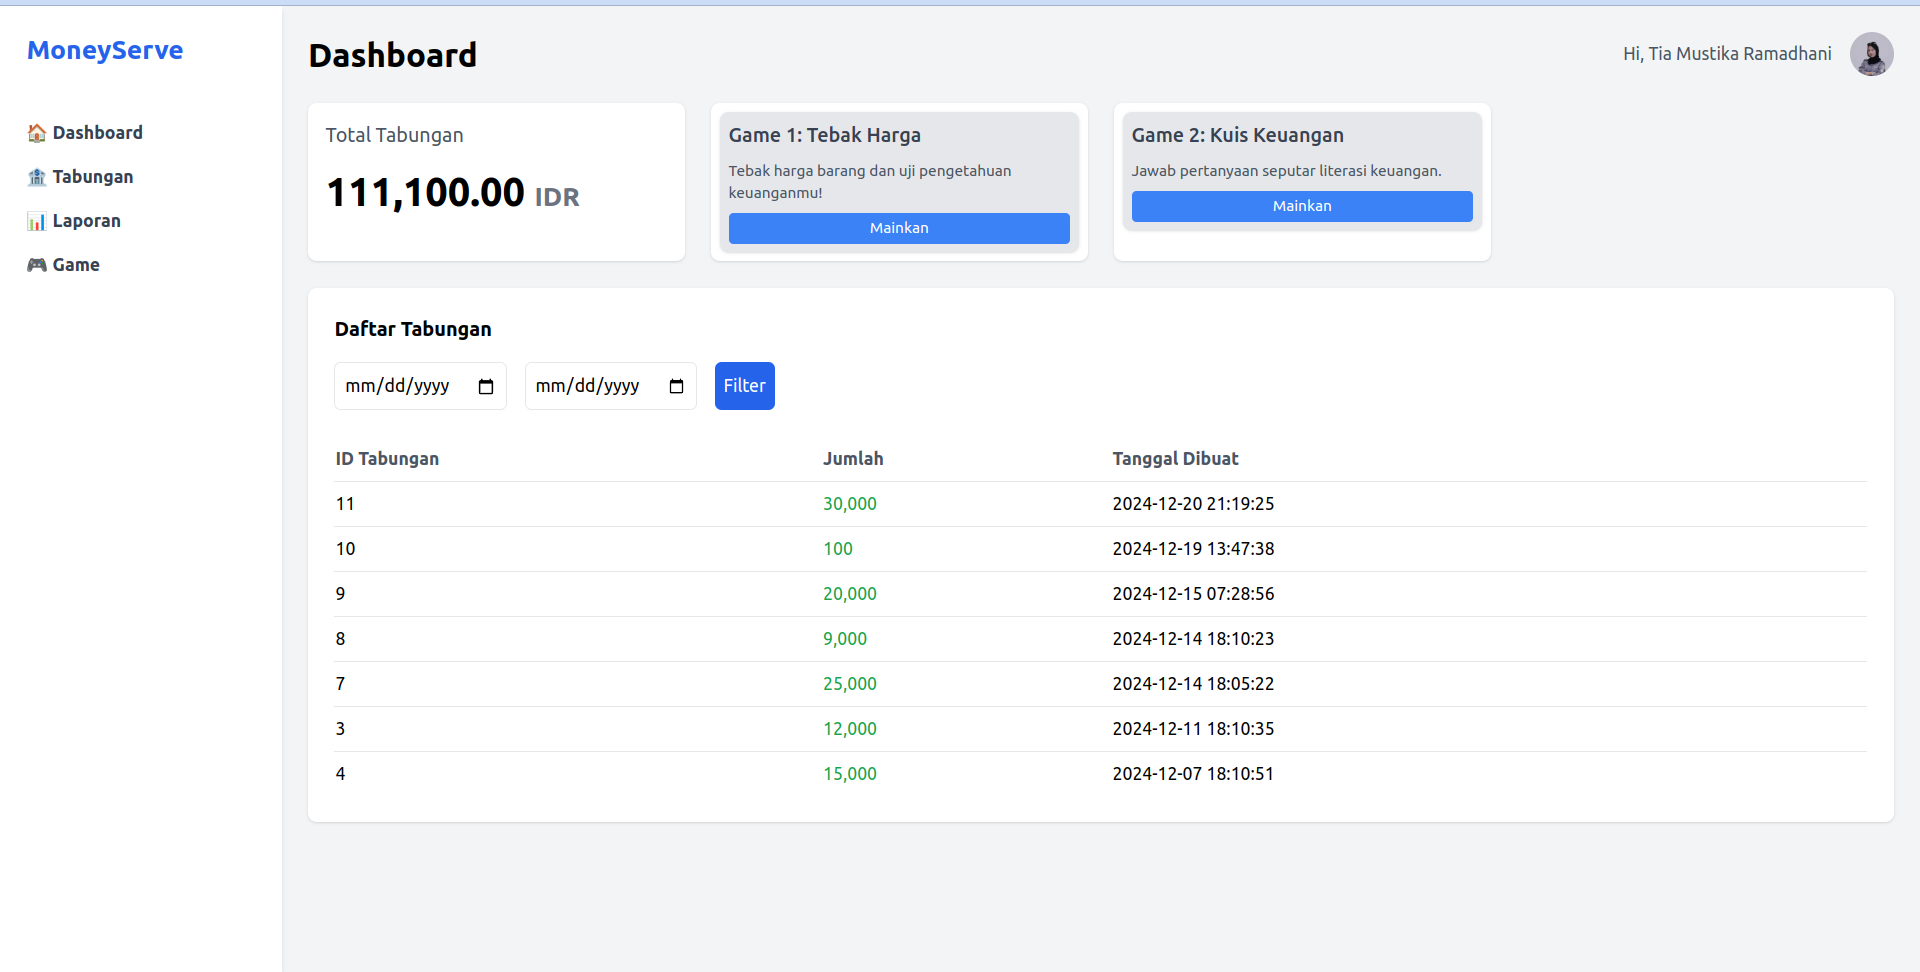 MoneyServe
Dashboard
Tabungan
Laporan
Game
Dashboard
Hi, Tia Mustika Ramadhani
Total Tabungan
111,100.00 IDR
Game 1: Tebak Harga
Tebak harga barang dan uji pengetahuan
keuanganmu!
Mainkan
Game 2: Kuis Keuangan
Jawab pertanyaan seputar literasi keuangan.
Mainkan
Daftar Tabungan
mm/dd/yyyy mm/dd/yyyy Filter
ID Tabungan Jumlah Tanggal Dibuat
11 30,000 2024-12-20 21:19:25
10 100 2024-12-19 13:47:38
9 20,000 2024-12-15 07:28:56
8 9,000 2024-12-14 18:10:23
7 25,000 2024-12-14 18:05:22
3 12,000 2024-12-11 18:10:35
4 15,000 2024-12-07 18:10:51